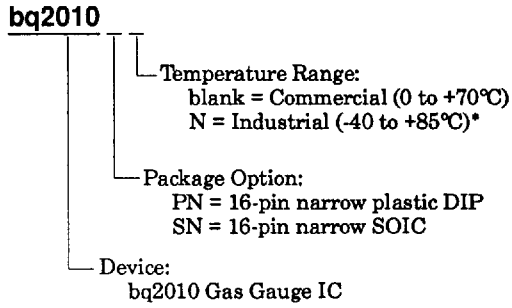 bq2010
Temperature Range:
blank = Commercial (0 to +70°C)
N = Industrial (-40 to +85°C)*
Package Option:
PN = 16-pin narrow plastic DIP
SN = 16-pin narrow SOIC
Device:
bq2010 Gas Gauge IC